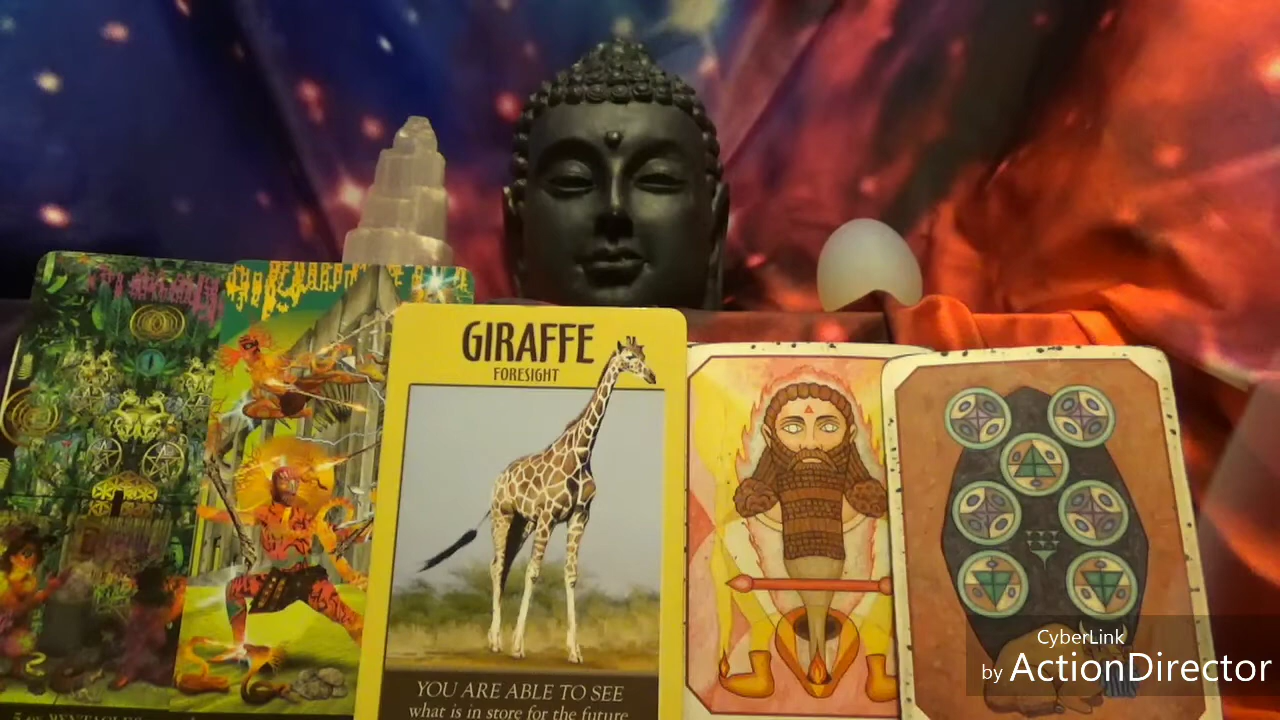 GIRAFFE
FORESIGHT
YOU ARE ABLE TO SEE
what is in store for the future
CyberLink
by ActionDirector